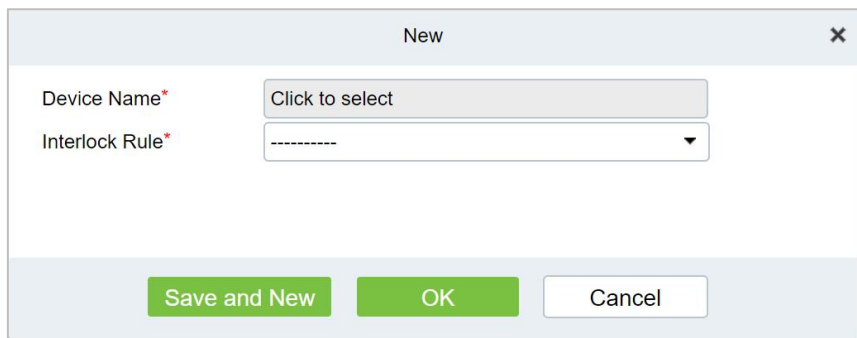 New
Device Name* Click to select
Interlock Rule* ----------
Save and New OK Cancel